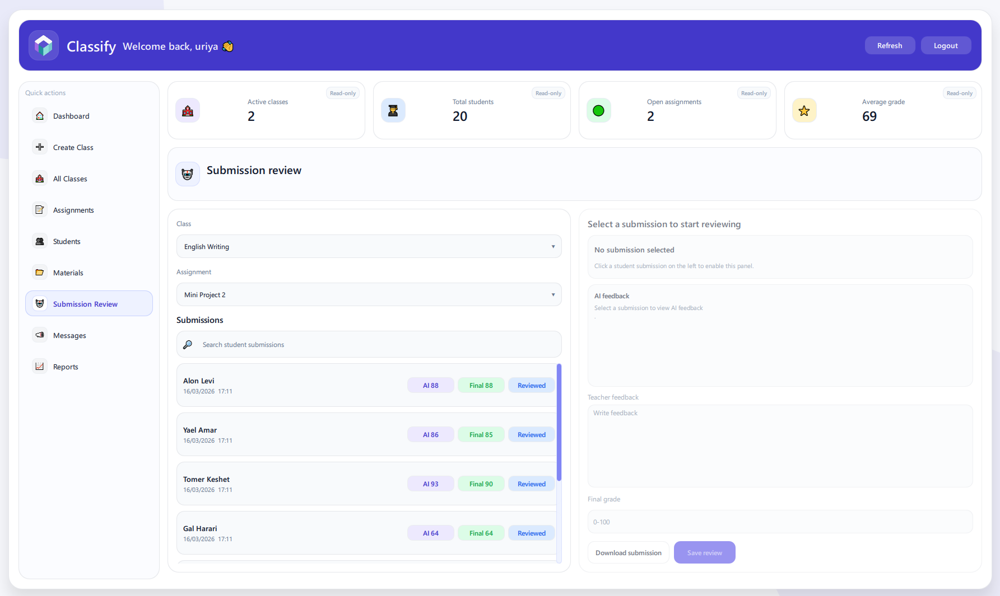 Classify Welcome back, uriya
Refresh
Logout
Quick actions
Dashboard
Create Class
All Classes
Assignments
Students
Materials
Submission Review
Messages
Reports
Read-only
Active classes
2
Read-only
Total students
20
Read-only
Open assignments
2
Read-only
Average grade
69
Submission review
Class
English Writing
Assignment
Mini Project 2
Submissions
Search student submissions
Alon Levi
16/03/2026 17:11
AI 88
Final 88
Reviewed
Yael Amar
16/03/2026 17:11
AI 86
Final 85
Reviewed
Tomer Keshet
16/03/2026 17:11
AI 93
Final 90
Reviewed
Gal Harari
16/03/2026 17:11
AI 64
Final 64
Reviewed
Select a submission to start reviewing
No submission selected
Click a student submission on the left to enable this panel.
AI feedback
Select a submission to view AI feedback
Teacher feedback
Write feedback
Final grade
0-100
Download submission
Save review